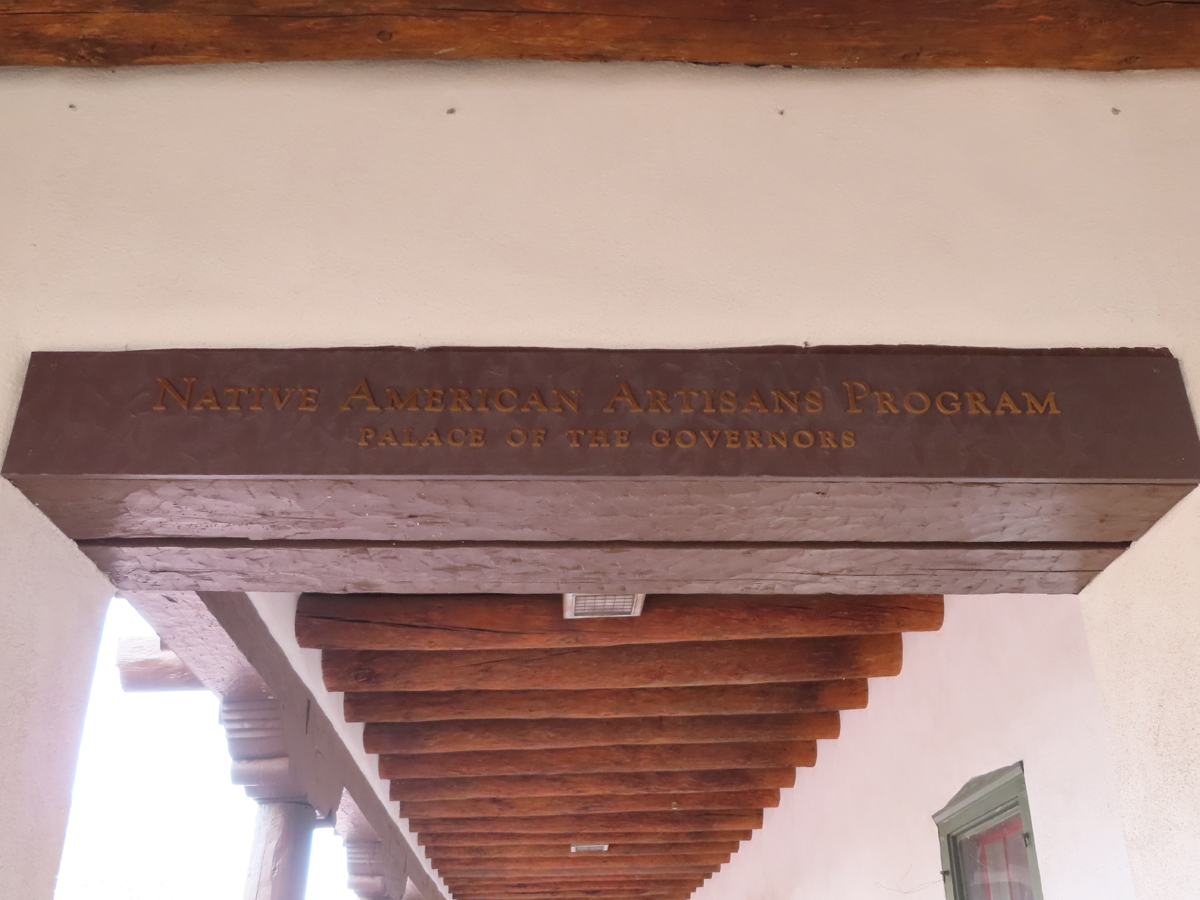 Native American Artisans Program
PALACE OF THE GOVERNORS